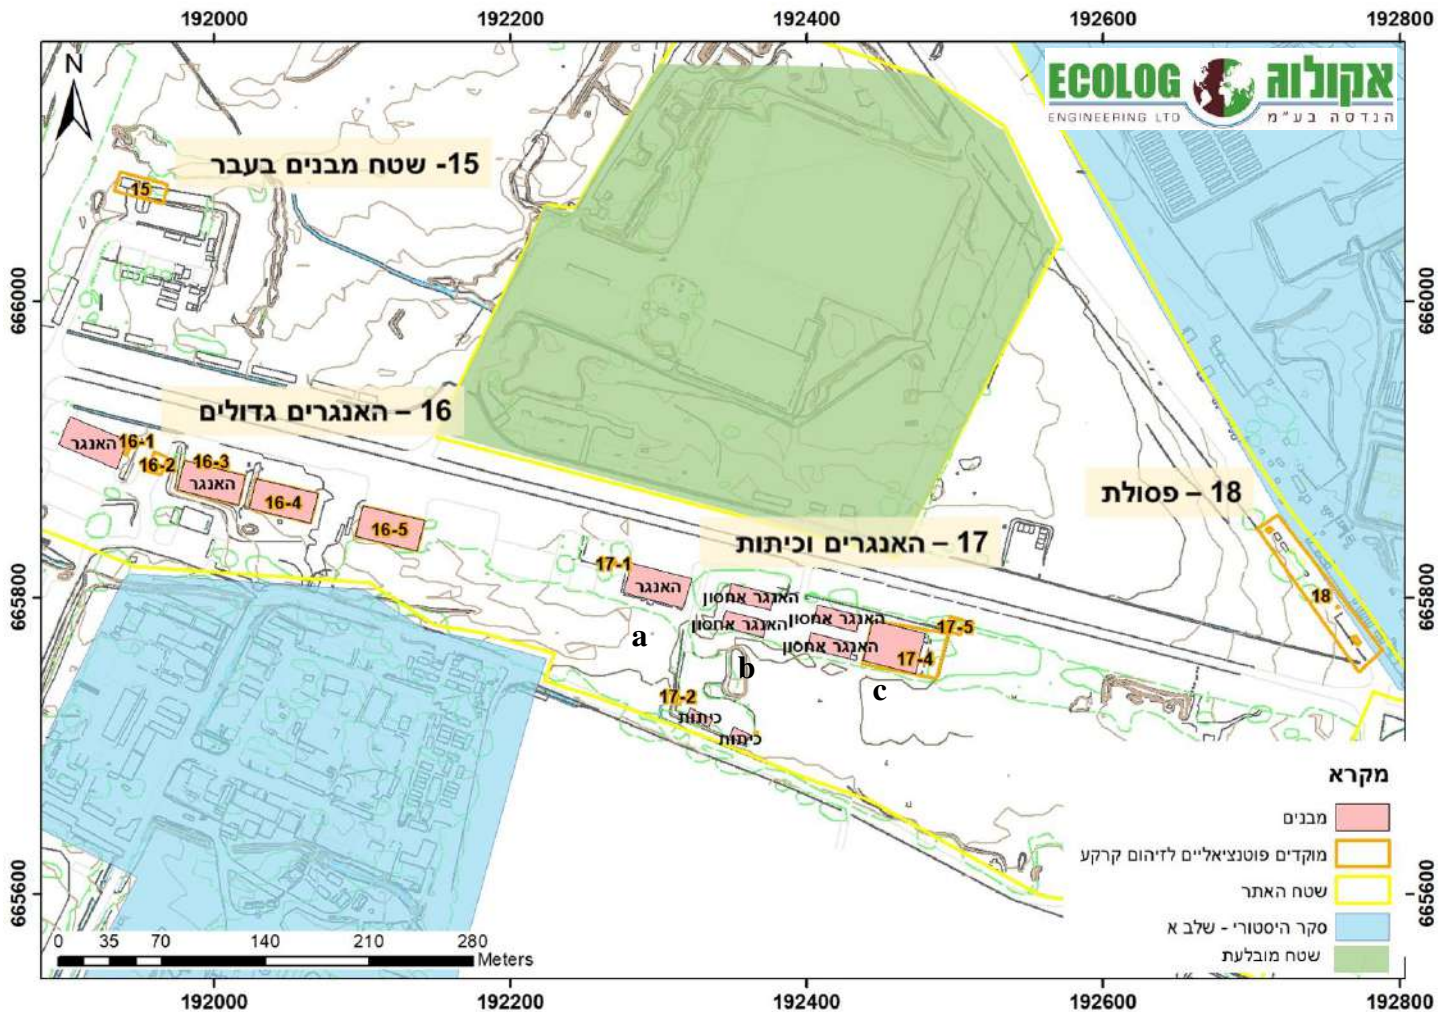 192000 192200 192400 192600 192800
N
ECOLOG אקולוג
ENGINEERING LTD הנדסה בע"מ
15- שטח מבנים בעבר
15
666000 666000
16 – האנגרים גדולים
האנגר 16-1
16-2
16-3
האנגר
16-4
16-5
18 – פסולת
17 – האנגרים וכיתות
17-1
האנגר
האנגר אחסון
האנגר אחסון
האנגר אחסון
האנגר אחסון
17-5
17-4
18
665800 665800
a
b
c
17-2
כיתות
כיתות
מקרא
מבנים
מוקדים פוטנציאליים לזיהום קרקע
שטח האתר
סקר היסטורי - שלב א
שטח מובלעת
665600 665600
0 35 70 140 210 280
Meters
192000 192200 192400 192600 192800